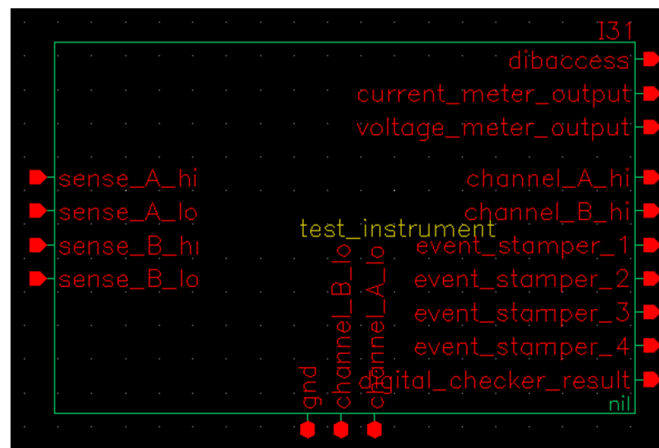 I31
dibaccess
current_meter_output
voltage_meter_output
sense_A_hi
channel_A_hi
sense_A_lo
channel_B_hi
test_instrument
sense_B_hi
event_stamper_1
sense_B_lo
event_stamper_2
event_stamper_3
event_stamper_4
digital_checker_result
gnd
channel_B_lo
channel_A_lo
nil